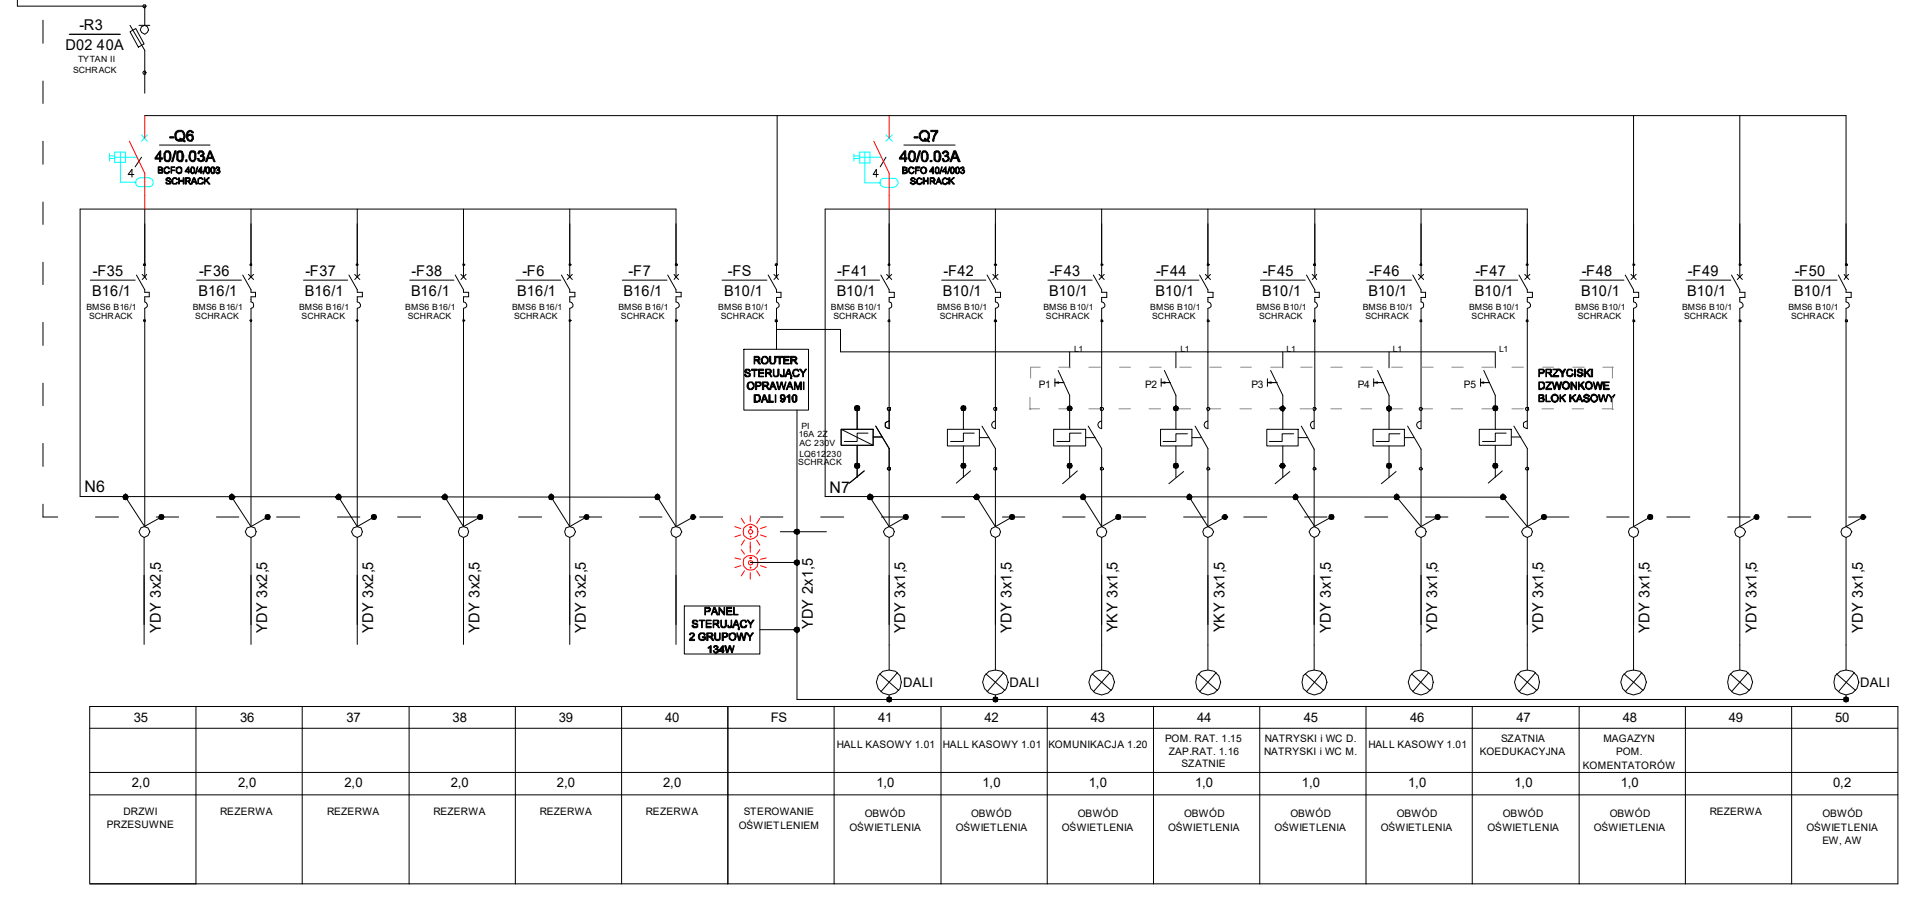 -R3
D02 40A
TYTAN II
SCHRACK
-Q6
40/0.03A
BCFO 40/4/003
SCHRACK
4
-Q7
40/0.03A
BCFO 40/4/003
SCHRACK
4
-F35
B16/1
BMS6 B16/1
SCHRACK
-F36
B16/1
BMS6 B16/1
SCHRACK
-F37
B16/1
BMS6 B16/1
SCHRACK
-F38
B16/1
BMS6 B16/1
SCHRACK
-F6
B16/1
BMS6 B16/1
SCHRACK
-F7
B16/1
BMS6 B16/1
SCHRACK
-FS
B10/1
BMS6 B10/1
SCHRACK
-F41
B10/1
BMS6 B10/1
SCHRACK
-F42
B10/1
BMS6 B10/1
SCHRACK
-F43
B10/1
BMS6 B10/1
SCHRACK
-F44
B10/1
BMS6 B10/1
SCHRACK
-F45
B10/1
BMS6 B10/1
SCHRACK
-F46
B10/1
BMS6 B10/1
SCHRACK
-F47
B10/1
BMS6 B10/1
SCHRACK
-F48
B10/1
BMS6 B10/1
SCHRACK
-F49
B10/1
BMS6 B10/1
SCHRACK
-F50
B10/1
BMS6 B10/1
SCHRACK
ROUTER
STERUJĄCY
OPRAWAMI
DALI 910
L1 L1 L1 L1 L1
P1 P2 P3 P4 P5
PRZYCISKI
DZWONKOWE
BLOK KASOWY
PI
16A 2Z
AC 230V
LQ612230
SCHRACK
N6
N7
YDY 3x2,5
YDY 3x2,5
YDY 3x2,5
YDY 3x2,5
YDY 3x2,5
YDY 2x1,5
YDY 3x1,5
YDY 3x1,5
YKY 3x1,5
YKY 3x1,5
YDY 3x1,5
YDY 3x1,5
YDY 3x1,5
YDY 3x1,5
YDY 3x1,5
YDY 3x1,5
PANEL
STERUJĄCY
2 GRUPOWY
134W
DALI
DALI
DALI
35 36 37 38 39 40 FS 41 42 43 44 45 46 47 48 49 50
HALL KASOWY 1.01
HALL KASOWY 1.01
KOMUNIKACJA 1.20
POM. RAT. 1.15
ZAP.RAT. 1.16
SZATNIE
NATRYSKI i WC D.
NATRYSKI i WC M.
HALL KASOWY 1.01
SZATNIA
KOEDUKACYJNA
MAGAZYN
POM.
KOMENTATORÓW
2,0 2,0 2,0 2,0 2,0 2,0 1,0 1,0 1,0 1,0 1,0 1,0 1,0 1,0 0,2
DRZWI
PRZESUWNE
REZERWA
REZERWA
REZERWA
REZERWA
REZERWA
STEROWANIE
OŚWIETLENIEM
OBWÓD
OŚWIETLENIA
OBWÓD
OŚWIETLENIA
OBWÓD
OŚWIETLENIA
OBWÓD
OŚWIETLENIA
OBWÓD
OŚWIETLENIA
OBWÓD
OŚWIETLENIA
OBWÓD
OŚWIETLENIA
OBWÓD
OŚWIETLENIA
REZERWA
OBWÓD
OŚWIETLENIA
EW, AW